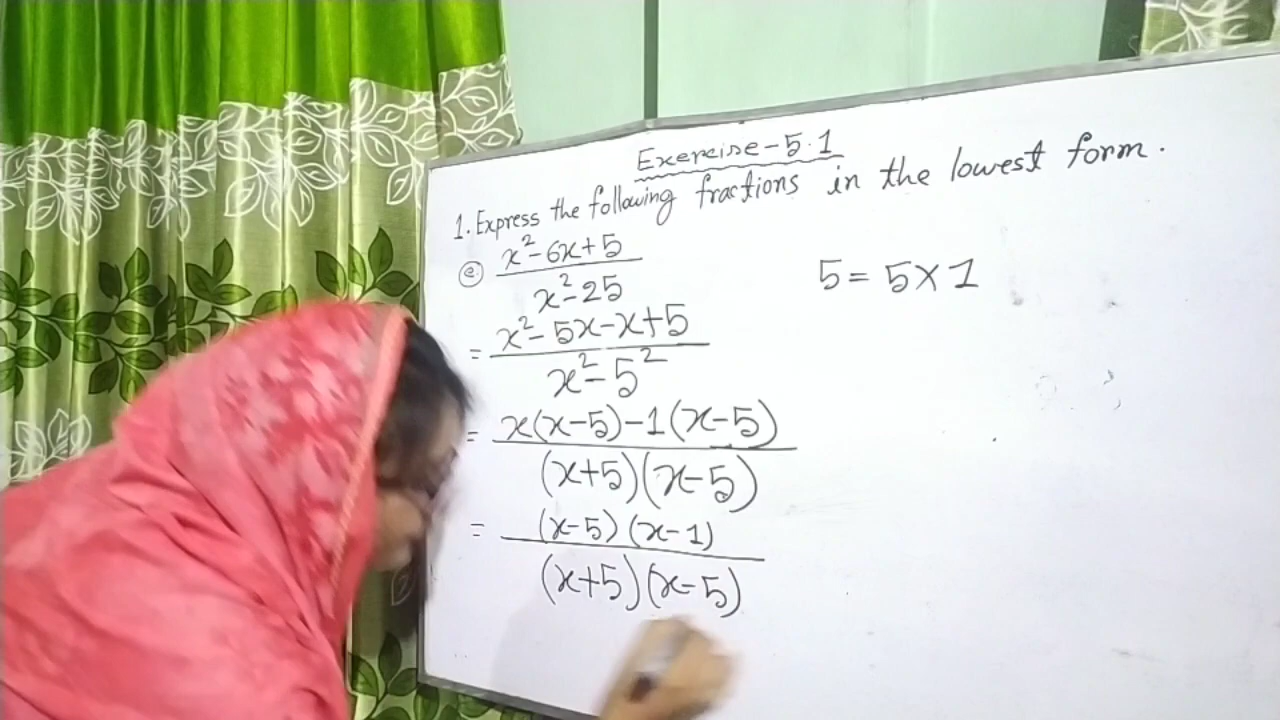 Exercise-5.1
1. Express the following fractions in the lowest form.
e. x²-6x+5
x²-25
5=5×1
= x²-5x-x+5
x²-5²
= x(x-5)-1(x-5)
(x+5)(x-5)
= (x-5)(x-1)
(x+5)(x-5)